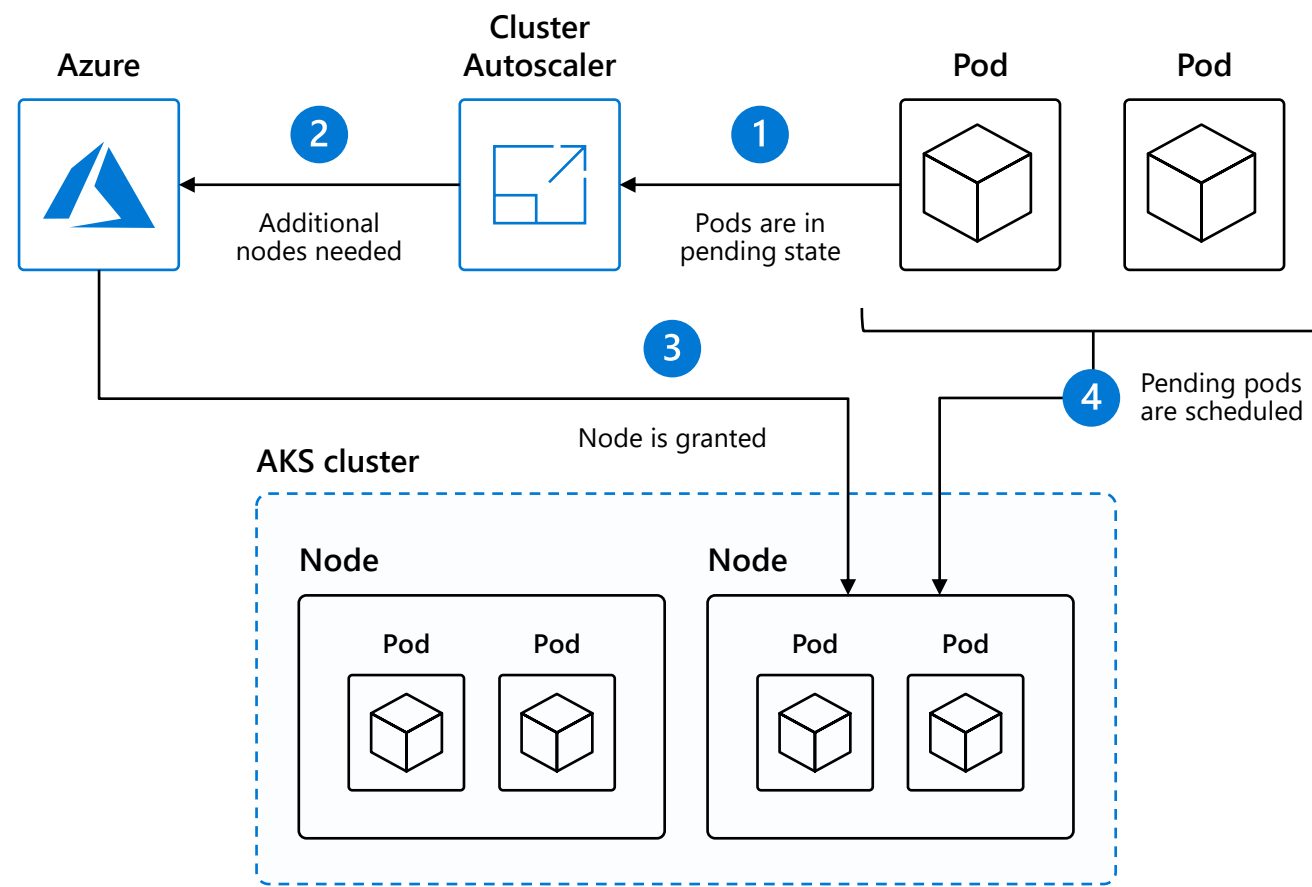 Cluster
Azure
Autoscaler
Pod
Pod
2
1
Additional
nodes needed
Pods are in
pending state
3
4
Pending pods
are scheduled
Node is granted
AKS cluster
Node
Node
Pod
Pod
Pod
Pod